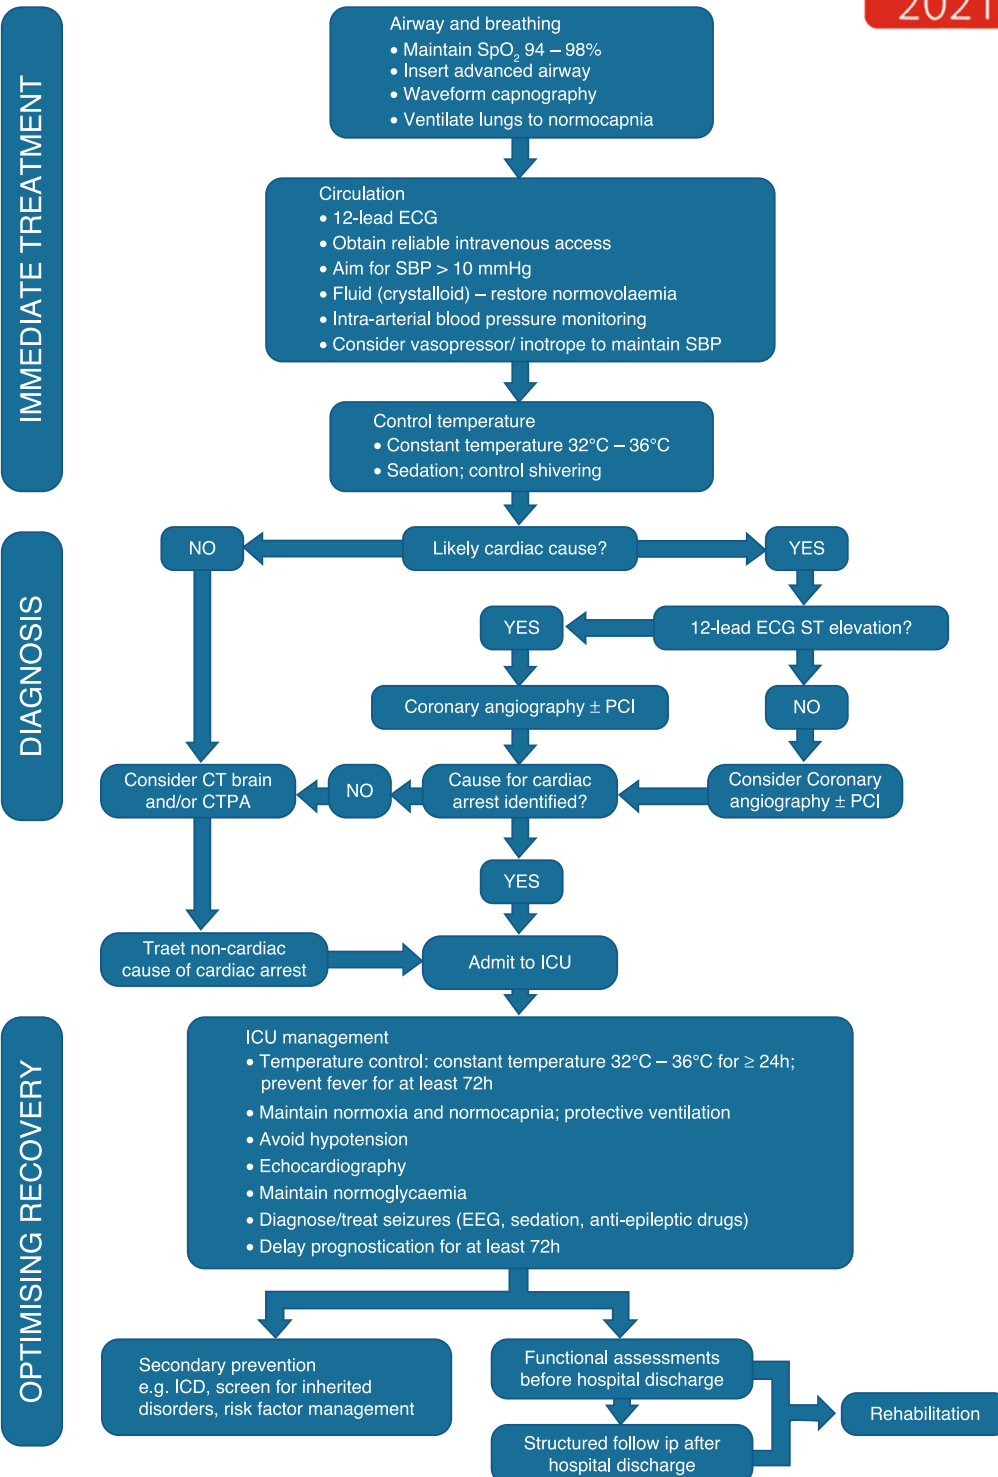 2021
IMMEDIATE TREATMENT
Airway and breathing
• Maintain SpO₂ 94 – 98%
• Insert advanced airway
• Waveform capnography
• Ventilate lungs to normocapnia
Circulation
• 12-lead ECG
• Obtain reliable intravenous access
• Aim for SBP > 10 mmHg
• Fluid (crystalloid) – restore normovolaemia
• Intra-arterial blood pressure monitoring
• Consider vasopressor/ inotrope to maintain SBP
Control temperature
• Constant temperature 32°C – 36°C
• Sedation; control shivering
DIAGNOSIS
NO
Likely cardiac cause?
YES
YES
12-lead ECG ST elevation?
Coronary angiography ± PCI
NO
Consider CT brain
and/or CTPA
NO
Cause for cardiac
arrest identified?
Consider Coronary
angiography ± PCI
YES
Traet non-cardiac
cause of cardiac arrest
Admit to ICU
OPTIMISING RECOVERY
ICU management
• Temperature control: constant temperature 32°C – 36°C for ≥ 24h;
prevent fever for at least 72h
• Maintain normoxia and normocapnia; protective ventilation
• Avoid hypotension
• Echocardiography
• Maintain normoglycaemia
• Diagnose/treat seizures (EEG, sedation, anti-epileptic drugs)
• Delay prognostication for at least 72h
Secondary prevention
e.g. ICD, screen for inherited
disorders, risk factor management
Functional assessments
before hospital discharge
Structured follow ip after
hospital discharge
Rehabilitation